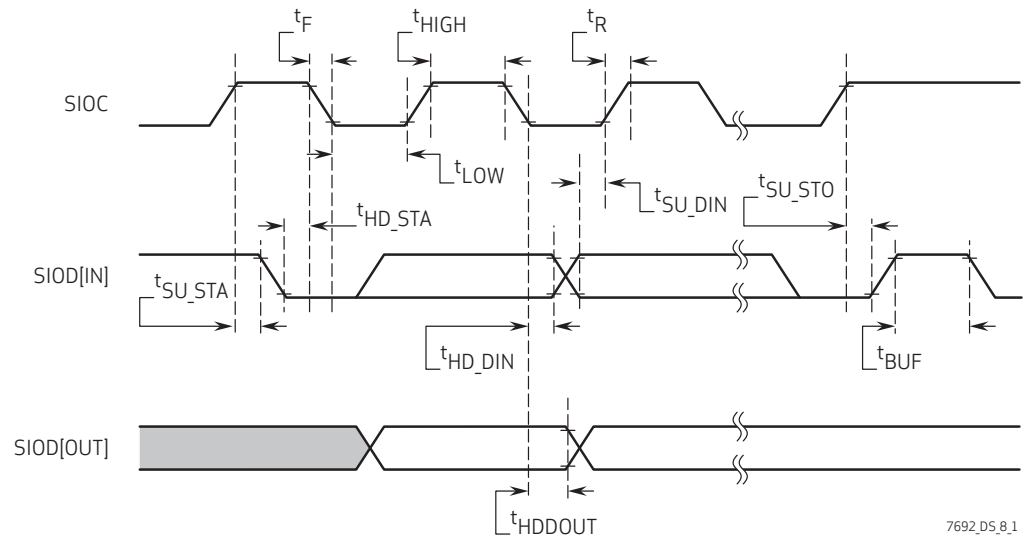 tF
tHIGH
tR
SIOC
tLOW
tSU_DIN
tSU_STO
tHD_STA
SIOD[IN]
tSU_STA
tHD_DIN
tBUF
SIOD[OUT]
tHDDOUT
7692_DS_8_1